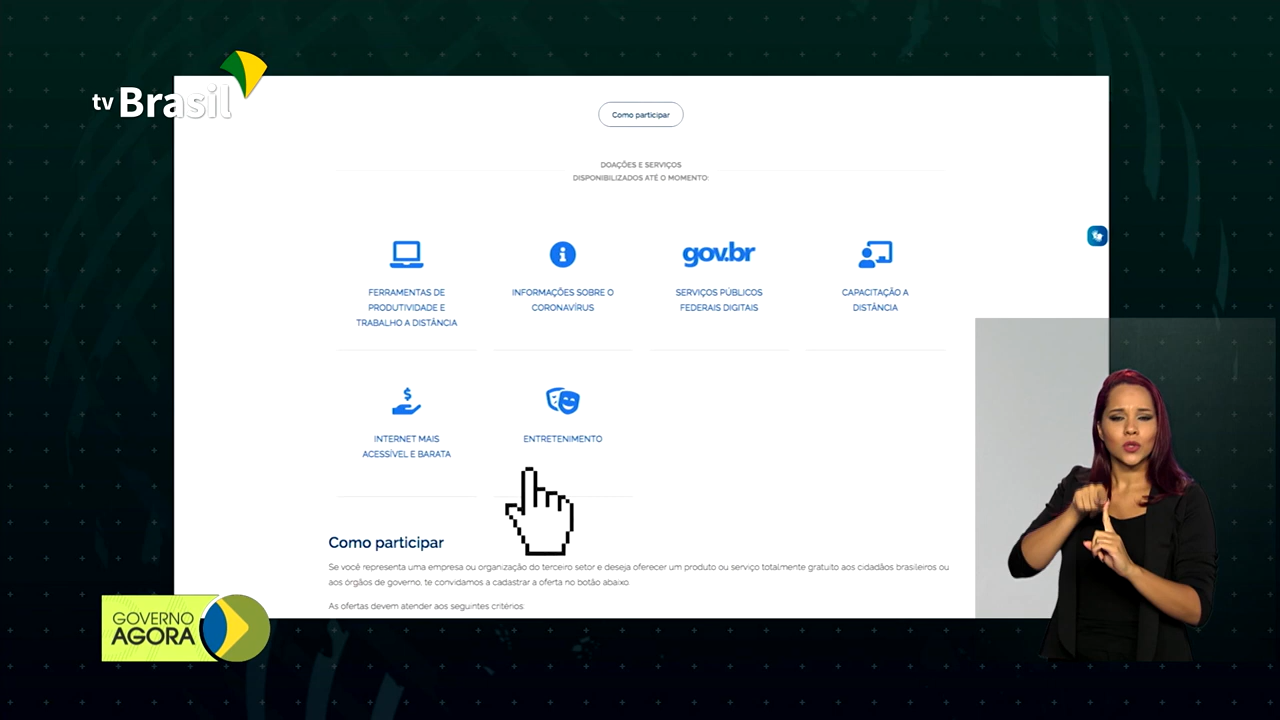 tv Brasil
Como participar
DOAÇÕES E SERVIÇOS
DISPONIBILIZADOS ATÉ O MOMENTO:
FERRAMENTAS DE
PRODUTIVIDADE E
TRABALHO A DISTÂNCIA
INFORMAÇÕES SOBRE O
CORONAVÍRUS
gov.br
SERVIÇOS PÚBLICOS
FEDERAIS DIGITAIS
CAPACITAÇÃO A
DISTÂNCIA
INTERNET MAIS
ACESSÍVEL E BARATA
ENTRETENIMENTO
Como participar
Se você representa uma empresa ou organização do terceiro setor e deseja oferecer um produto ou serviço totalmente gratuito aos cidadãos brasileiros ou
aos órgãos de governo, te convidamos a cadastrar a oferta no botão abaixo.
As ofertas devem atender aos seguintes critérios:
GOVERNO
AGORA